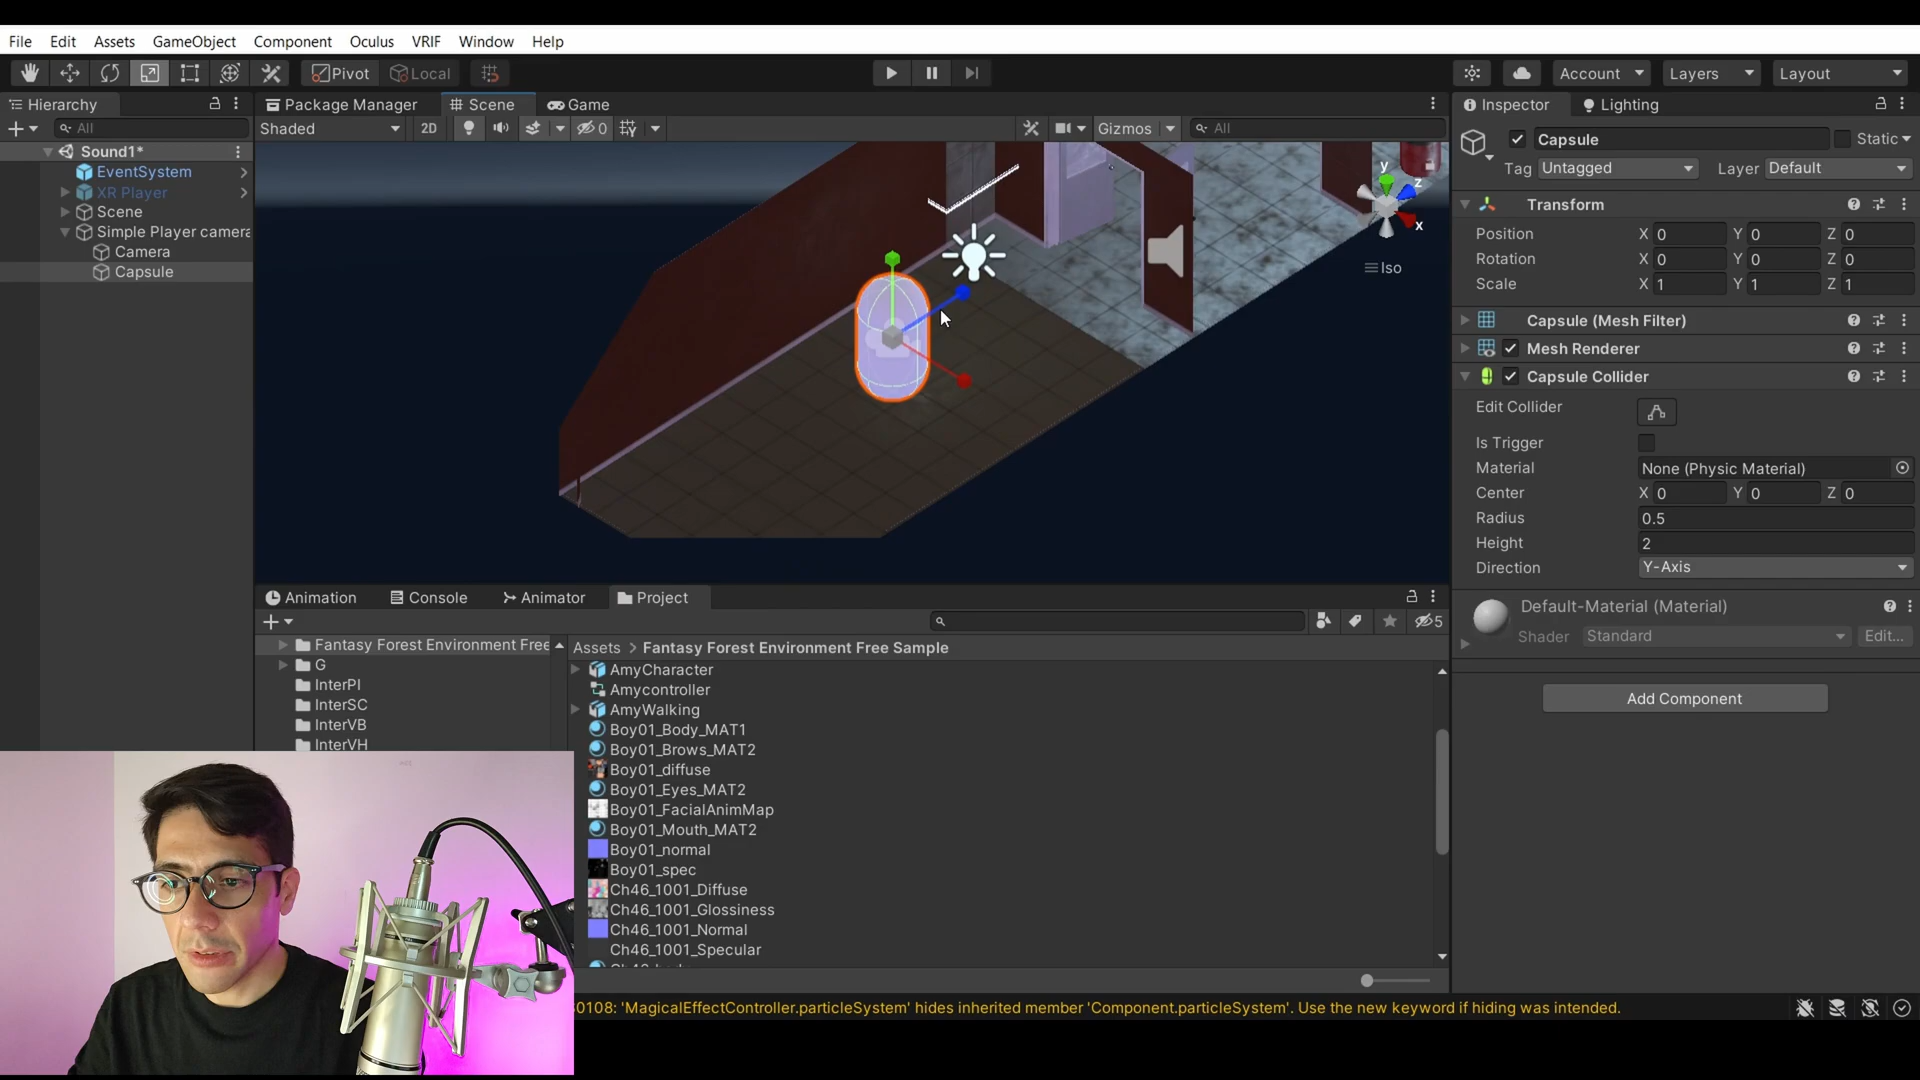 File Edit Assets GameObject Component Oculus VRIF Window Help
Pivot Local Account Layers Layout
Hierarchy Package Manager Scene Game Inspector Lighting
All Shaded 2D 0 Gizmos All Capsule Static
Sound1*
Tag Untagged Layer Default
EventSystem
XR Player
Scene
Simple Player camera
Camera
Capsule
y
z
x
Iso
Transform
Position X 0 Y 0 Z 0
Rotation X 0 Y 0 Z 0
Scale X 1 Y 1 Z 1
Capsule (Mesh Filter)
Mesh Renderer
Capsule Collider
Edit Collider
Is Trigger
Material None (Physic Material)
Center X 0 Y 0 Z 0
Radius 0.5
Height 2
Direction Y-Axis
Default-Material (Material)
Shader Standard Edit...
Add Component
Animation Console Animator Project
5
Fantasy Forest Environment Free
G
InterPI
InterSC
InterVB
InterVH
Assets > Fantasy Forest Environment Free Sample
AmyCharacter
Amycontroller
AmyWalking
Boy01_Body_MAT1
Boy01_Brows_MAT2
Boy01_diffuse
Boy01_Eyes_MAT2
Boy01_FacialAnimMap
Boy01_Mouth_MAT2
Boy01_normal
Boy01_spec
Ch46_1001_Diffuse
Ch46_1001_Glossiness
Ch46_1001_Normal
Ch46_1001_Specular
0108: 'MagicalEffectController.particleSystem' hides inherited member 'Component.particleSystem'. Use the new keyword if hiding was intended.